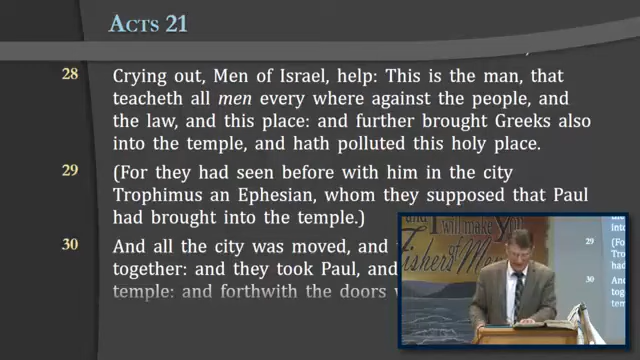 ACTS 21
28 Crying out, Men of Israel, help: This is the man, that
teacheth all men every where against the people, and
the law, and this place: and further brought Greeks also
into the temple, and hath polluted this holy place.
29 (For they had seen before with him in the city
Trophimus an Ephesian, whom they supposed that Paul
had brought into the temple.)
30 And all the city was moved, and
together: and they took Paul, and
temple: and forthwith the doors
and I
will make You
Fishers of Men
29
30